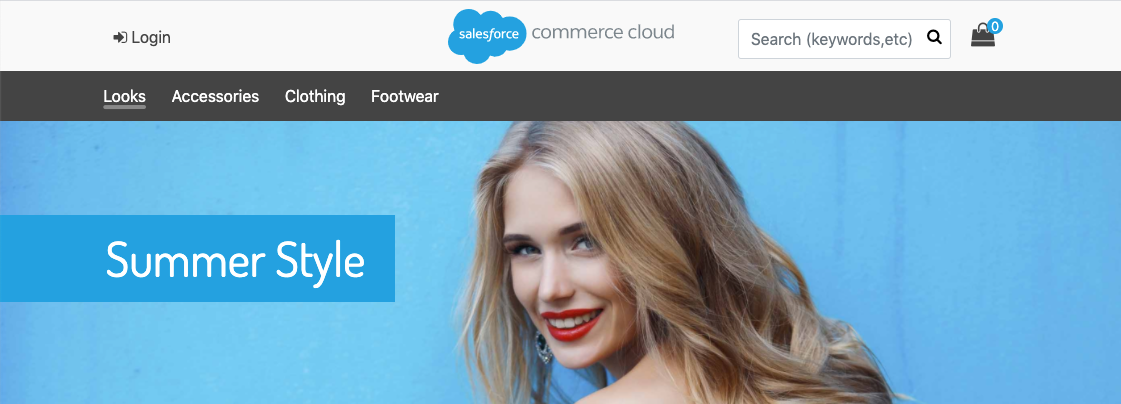 Login
salesforce commerce cloud
Search (keywords,etc)
0
Looks Accessories Clothing Footwear
Summer Style